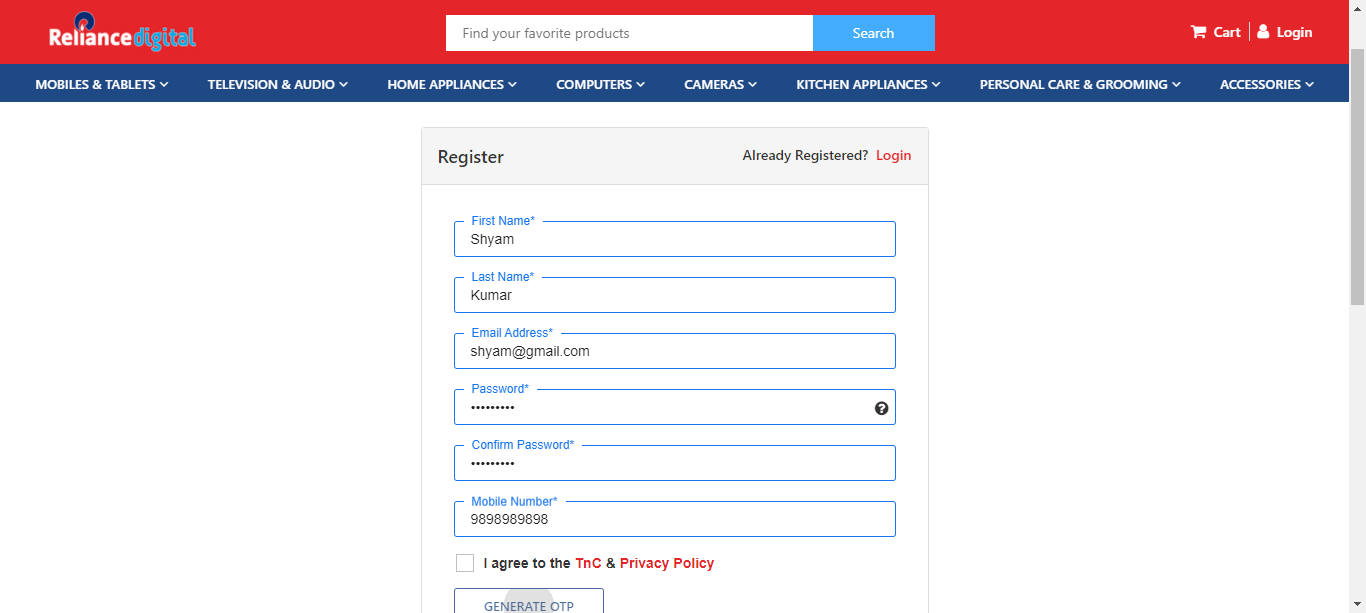 Reliance digital
Find your favorite products
Search
Cart
Login
MOBILES & TABLETS
TELEVISION & AUDIO
HOME APPLIANCES
COMPUTERS
CAMERAS
KITCHEN APPLIANCES
PERSONAL CARE & GROOMING
ACCESSORIES
Register
Already Registered? Login
First Name*
Shyam
Last Name*
Kumar
Email Address*
shyam@gmail.com
Password*
•••••••••
Confirm Password*
•••••••••
Mobile Number*
9898989898
I agree to the TnC & Privacy Policy
GENERATE OTP